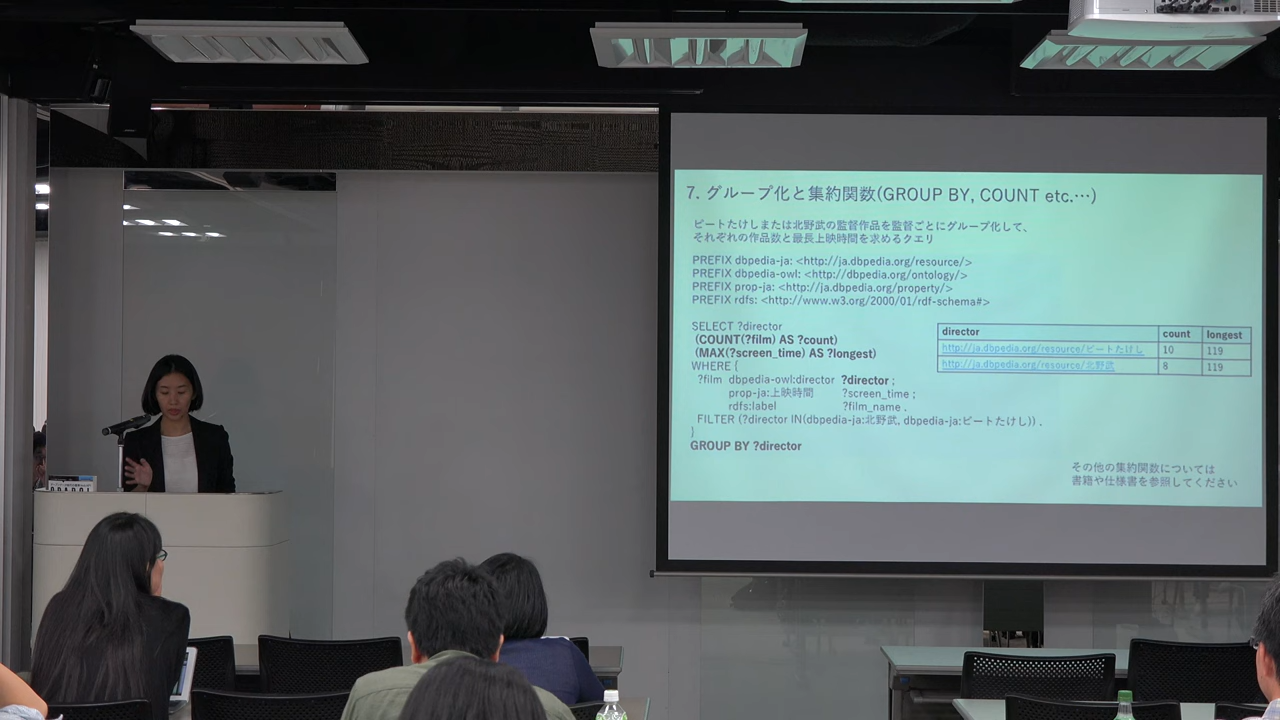 7. グループ化と集約関数(GROUP BY, COUNT etc.…)
ビートたけしまたは北野武の監督作品を監督ごとにグループ化して、
それぞれの作品数と最長上映時間を求めるクエリ
PREFIX dbpedia-ja: <http://ja.dbpedia.org/resource/>
PREFIX dbpedia-owl: <http://dbpedia.org/ontology/>
PREFIX prop-ja: <http://ja.dbpedia.org/property/>
PREFIX rdfs: <http://www.w3.org/2000/01/rdf-schema#>
SELECT ?director
(COUNT(?film) AS ?count)
(MAX(?screen_time) AS ?longest)
WHERE {
?film dbpedia-owl:director ?director ;
prop-ja:上映時間 ?screen_time ;
rdfs:label ?film_name .
FILTER (?director IN(dbpedia-ja:北野武, dbpedia-ja:ビートたけし)) .
}
GROUP BY ?director
director count longest
http://ja.dbpedia.org/resource/ビートたけし 10 119
http://ja.dbpedia.org/resource/北野武 8 119
その他の集約関数については
書籍や仕様書を参照してください